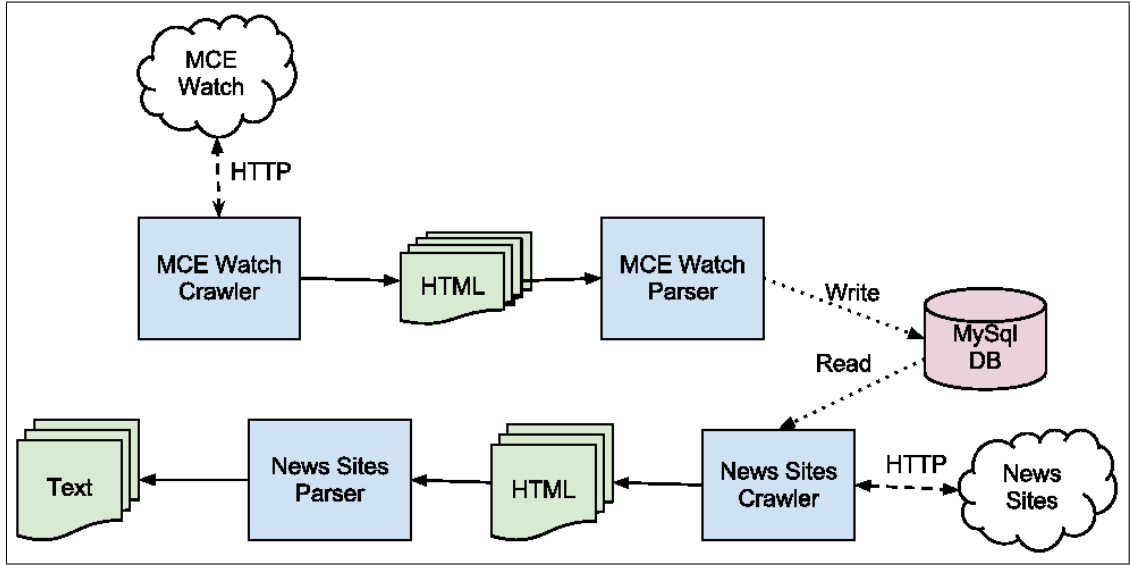 MCE
Watch
HTTP
MCE Watch
Crawler
HTML
MCE Watch
Parser
Write
MySql
DB
Read
Text
News Sites
Parser
HTML
News Sites
Crawler
HTTP
News
Sites